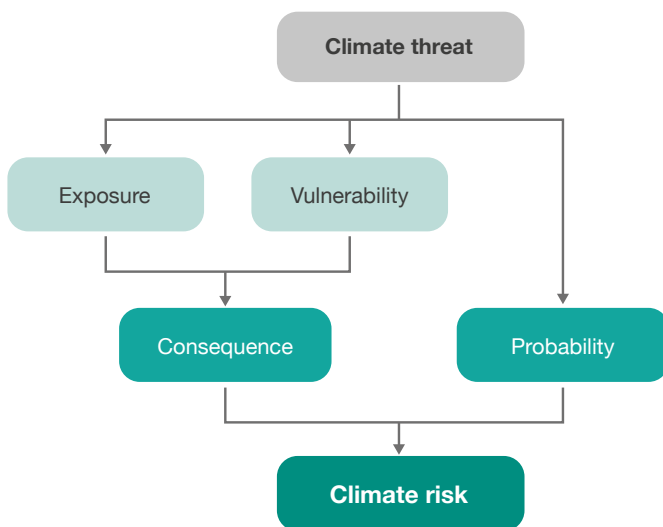 Climate threat
Exposure
Vulnerability
Consequence
Probability
Climate risk